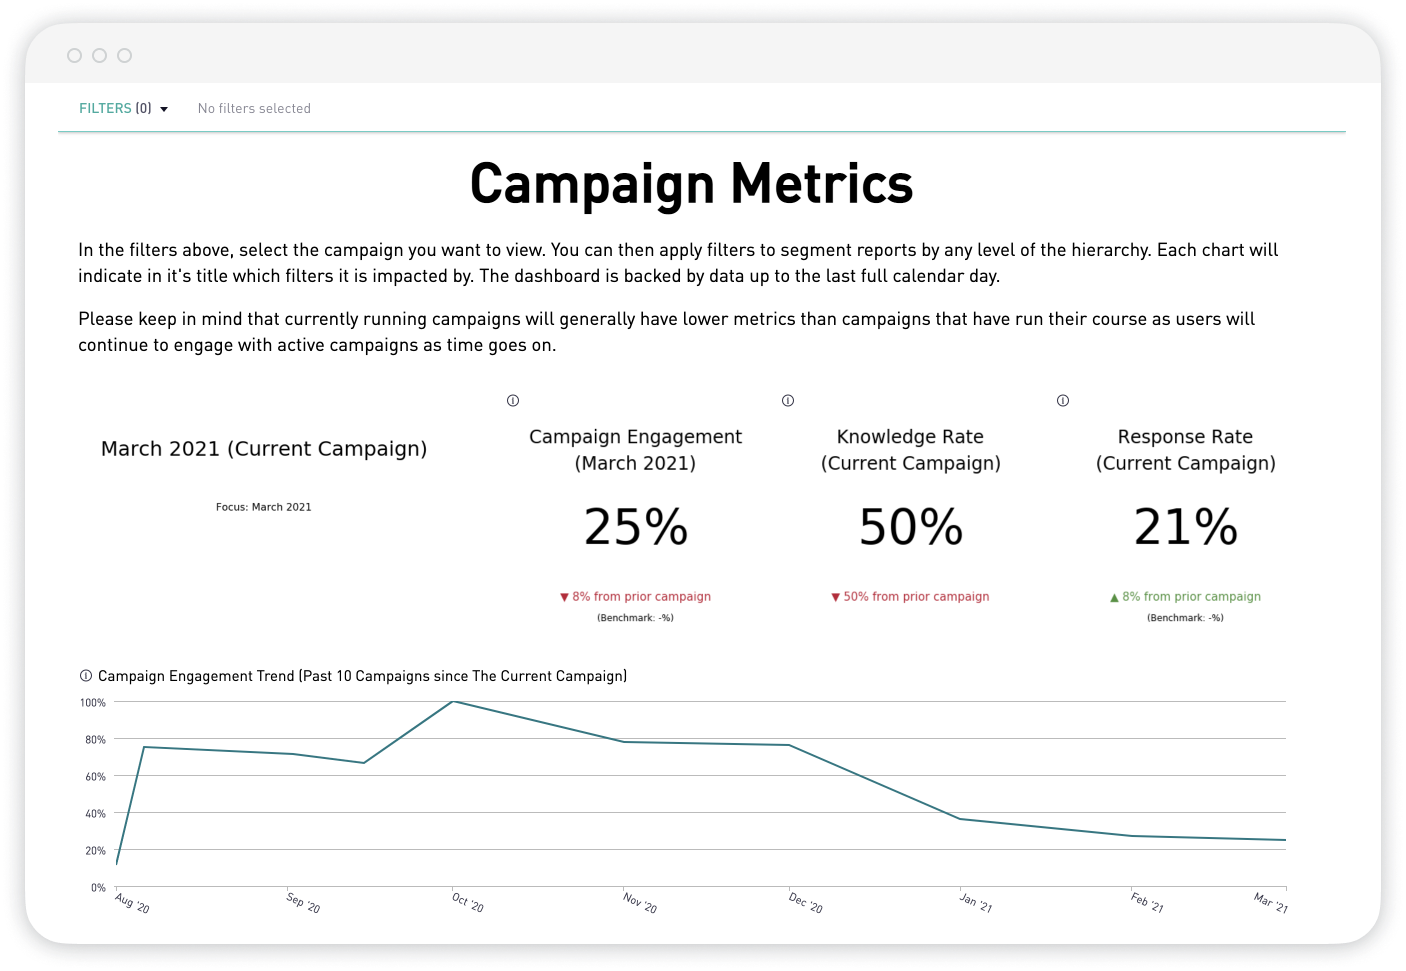 FILTERS (0) ▼ No filters selected
Campaign Metrics
In the filters above, select the campaign you want to view. You can then apply filters to segment reports by any level of the hierarchy. Each chart will
indicate in it's title which filters it is impacted by. The dashboard is backed by data up to the last full calendar day.
Please keep in mind that currently running campaigns will generally have lower metrics than campaigns that have run their course as users will
continue to engage with active campaigns as time goes on.
March 2021 (Current Campaign)
Focus: March 2021
Campaign Engagement
(March 2021)
25%
▼ 8% from prior campaign
(Benchmark: -%)
Knowledge Rate
(Current Campaign)
50%
▼ 50% from prior campaign
Response Rate
(Current Campaign)
21%
▲ 8% from prior campaign
(Benchmark: -%)
Campaign Engagement Trend (Past 10 Campaigns since The Current Campaign)
100%
80%
60%
40%
20%
0%
Aug '20
Sep '20
Oct '20
Nov '20
Dec '20
Jan '21
Feb '21
Mar '21